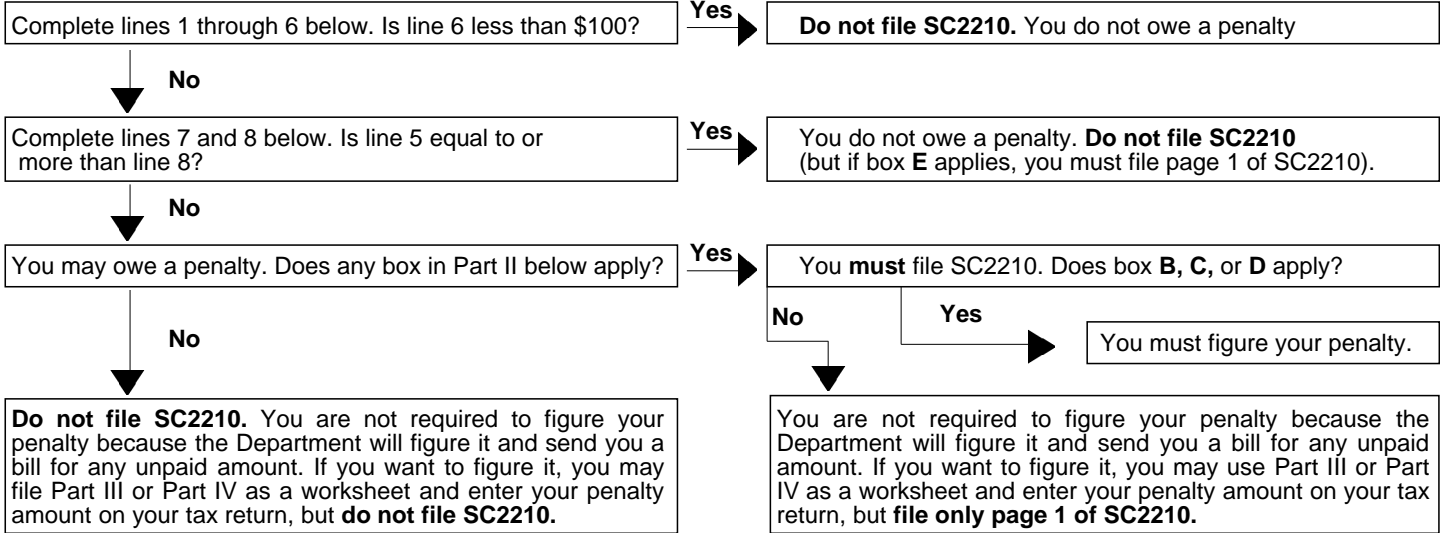 Complete lines 1 through 6 below. Is line 6 less than $100?
Yes
Do not file SC2210. You do not owe a penalty
No
Complete lines 7 and 8 below. Is line 5 equal to or
more than line 8?
Yes
You do not owe a penalty. Do not file SC2210
(but if box E applies, you must file page 1 of SC2210).
No
You may owe a penalty. Does any box in Part II below apply?
Yes
You must file SC2210. Does box B, C, or D apply?
No
No
Yes
You must figure your penalty.
Do not file SC2210. You are not required to figure your
penalty because the Department will figure it and send you a
bill for any unpaid amount. If you want to figure it, you may
file Part III or Part IV as a worksheet and enter your penalty
amount on your tax return, but do not file SC2210.
You are not required to figure your penalty because the
Department will figure it and send you a bill for any unpaid
amount. If you want to figure it, you may use Part III or Part
IV as a worksheet and enter your penalty amount on your tax
return, but file only page 1 of SC2210.